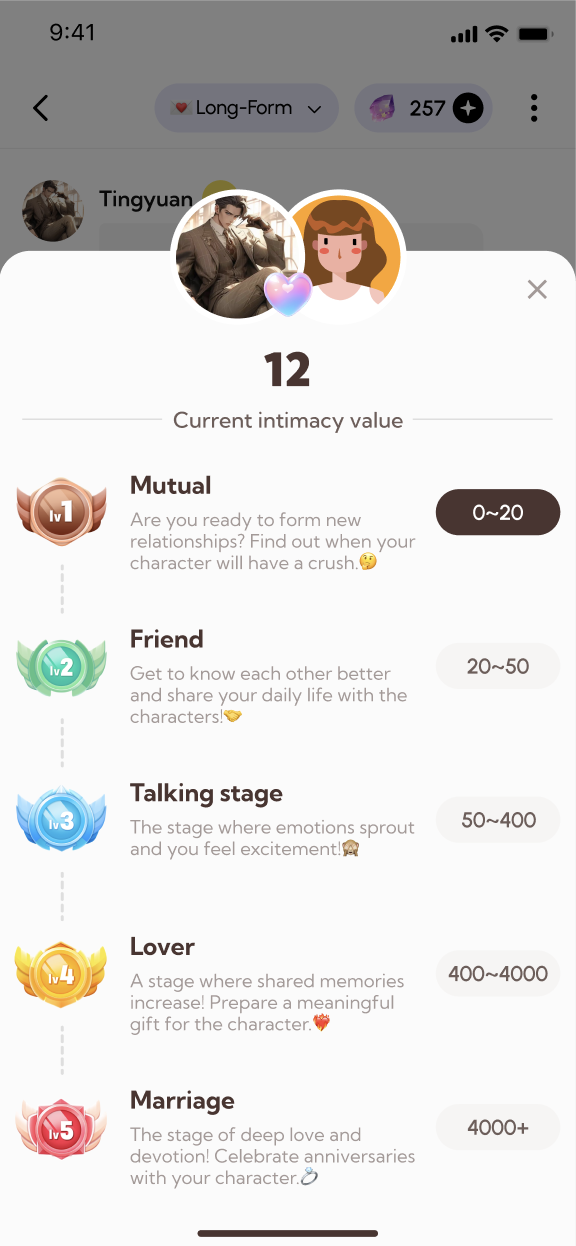 9:41
Long-Form
257
Tingyuan
12
Current intimacy value
lv1
Mutual
Are you ready to form new
relationships? Find out when your
character will have a crush.🤔
0~20
lv2
Friend
Get to know each other better
and share your daily life with the
characters!🤝
20~50
lv3
Talking stage
The stage where emotions sprout
and you feel excitement!🙈
50~400
lv4
Lover
A stage where shared memories
increase! Prepare a meaningful
gift for the character.❤️‍🔥
400~4000
lv5
Marriage
The stage of deep love and
devotion! Celebrate anniversaries
with your character.💍
4000+